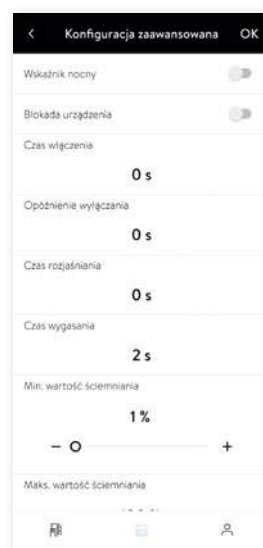 < Konfiguracja zaawansowana OK
Wskaźnik nocny
Blokada urządzenia
Czas włączenia
0 s
Opóźnienie wyłączania
0 s
Czas rozjaśniania
0 s
Czas wygasania
2 s
Min. wartość ściemniania
1 %
- +
Maks. wartość ściemniania